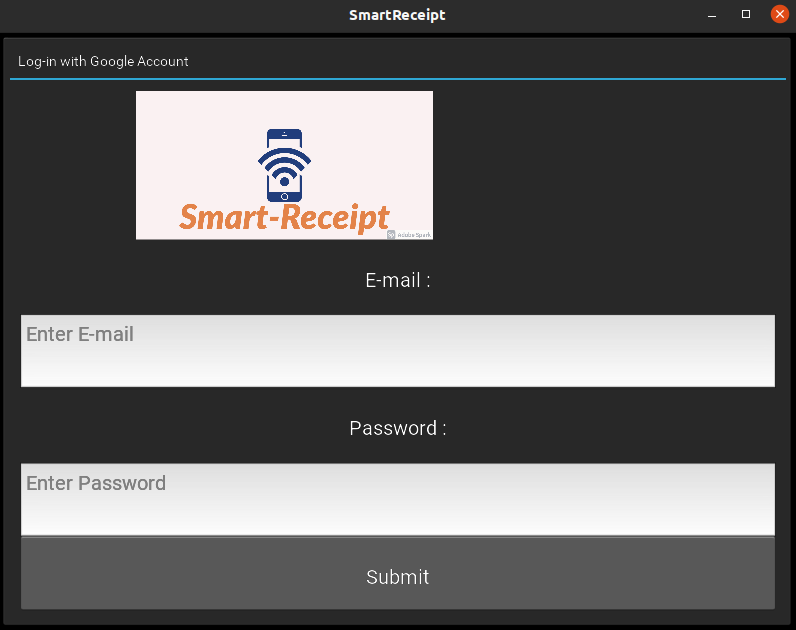 SmartReceipt
Log-in with Google Account
Smart-Receipt
Adobe Spark
E-mail :
Enter E-mail
Password :
Enter Password
Submit